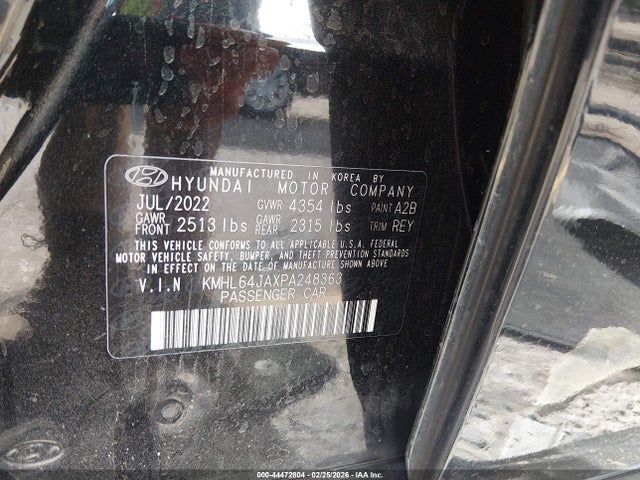 MANUFACTURED IN KOREA BY
HYUNDAI MOTOR COMPANY
JUL/2022 GVWR 4354 lbs PAINT A2B
GAWR FRONT 2513 lbs GAWR REAR 2315 lbs TRIM REY
THIS VEHICLE CONFORMS TO ALL APPLICABLE U.S.A. FEDERAL
MOTOR VEHICLE SAFETY, BUMPER, AND THEFT PREVENTION STANDARDS
IN EFFECT ON THE DATE OF MANUFACTURE SHOWN ABOVE.
V.I.N KMHL64JAXPA248363
PASSENGER CAR
000-44472804 - 02/25/2026 - IAA Inc.